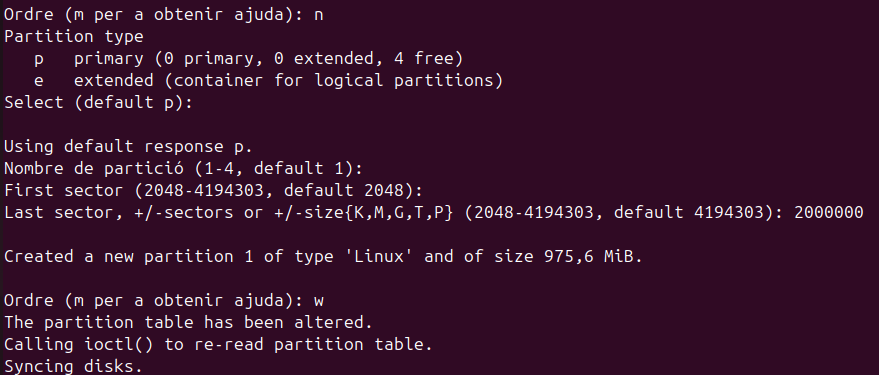 Ordre (m per a obtenir ajuda): n
Partition type
   p   primary (0 primary, 0 extended, 4 free)
   e   extended (container for logical partitions)
Select (default p):
Using default response p.
Nombre de partició (1-4, default 1):
First sector (2048-4194303, default 2048):
Last sector, +/-sectors or +/-size{K,M,G,T,P} (2048-4194303, default 4194303): 2000000
Created a new partition 1 of type 'Linux' and of size 975,6 MiB.
Ordre (m per a obtenir ajuda): w
The partition table has been altered.
Calling ioctl() to re-read partition table.
Syncing disks.